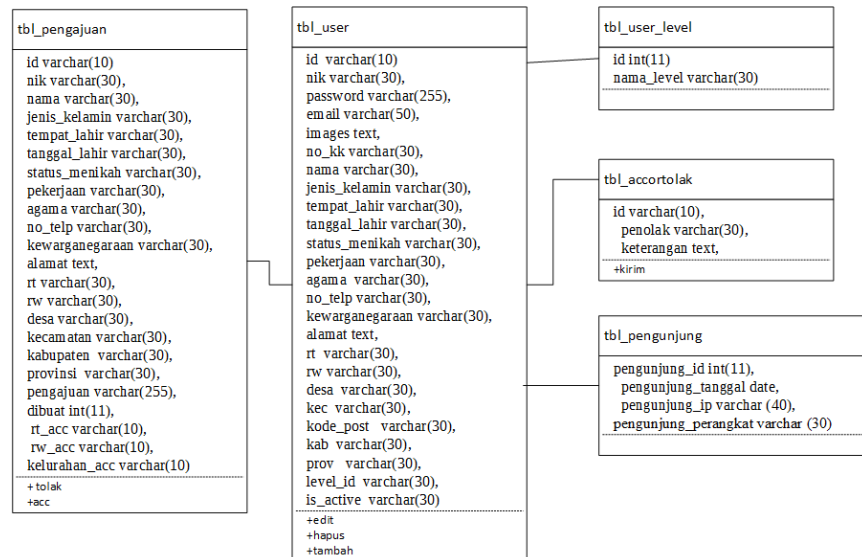 tbl_pengajuan
id varchar(10)
nik varchar(30),
nama varchar(30),
jenis_kelamin varchar(30),
tempat_lahir varchar(30),
tanggal_lahir varchar(30),
status_menikah varchar(30),
pekerjaan varchar(30),
agama varchar(30),
no_telp varchar(30),
kewarganegaraan varchar(30),
alamat text,
rt varchar(30),
rw varchar(30),
desa varchar(30),
kecamatan varchar(30),
kabupaten varchar(30),
provinsi varchar(30),
pengajuan varchar(255),
dibuat int(11),
rt_acc varchar(10),
rw_acc varchar(10),
kelurahan_acc varchar(10)
+ tolak
+acc
tbl_user
id varchar(10)
nik varchar(30),
password varchar(255),
email varchar(50),
images text,
no_kk varchar(30),
nama varchar(30),
jenis_kelamin varchar(30),
tempat_lahir varchar(30),
tanggal_lahir varchar(30),
status_menikah varchar(30),
pekerjaan varchar(30),
agama varchar(30),
no_telp varchar(30),
kewarganegaraan varchar(30),
alamat text,
rt varchar(30),
rw varchar(30),
desa varchar(30),
kec varchar(30),
kode_post varchar(30),
kab varchar(30),
prov varchar(30),
level_id varchar(30),
is_active varchar(30)
+edit
+hapus
+tambah
tbl_user_level
id int(11)
nama_level varchar(30)
tbl_accortolak
id varchar(10),
penolak varchar(30),
keterangan text,
+kirim
tbl_pengunjung
pengunjung_id int(11),
pengunjung_tanggal date,
pengunjung_ip varchar (40),
pengunjung_perangkat varchar (30)